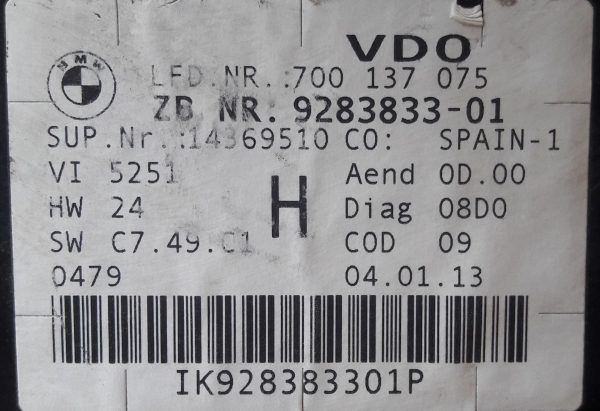 BMW
VDO
LFD.NR.:700 137 075
ZB NR. 9283833-01
SUP.Nr.:14369510 CO: SPAIN-1
VI 5251 Aend 0D.00
HW 24 H Diag 08D0
SW C7.49.C1 COD 09
0479 04.01.13
IK928383301P